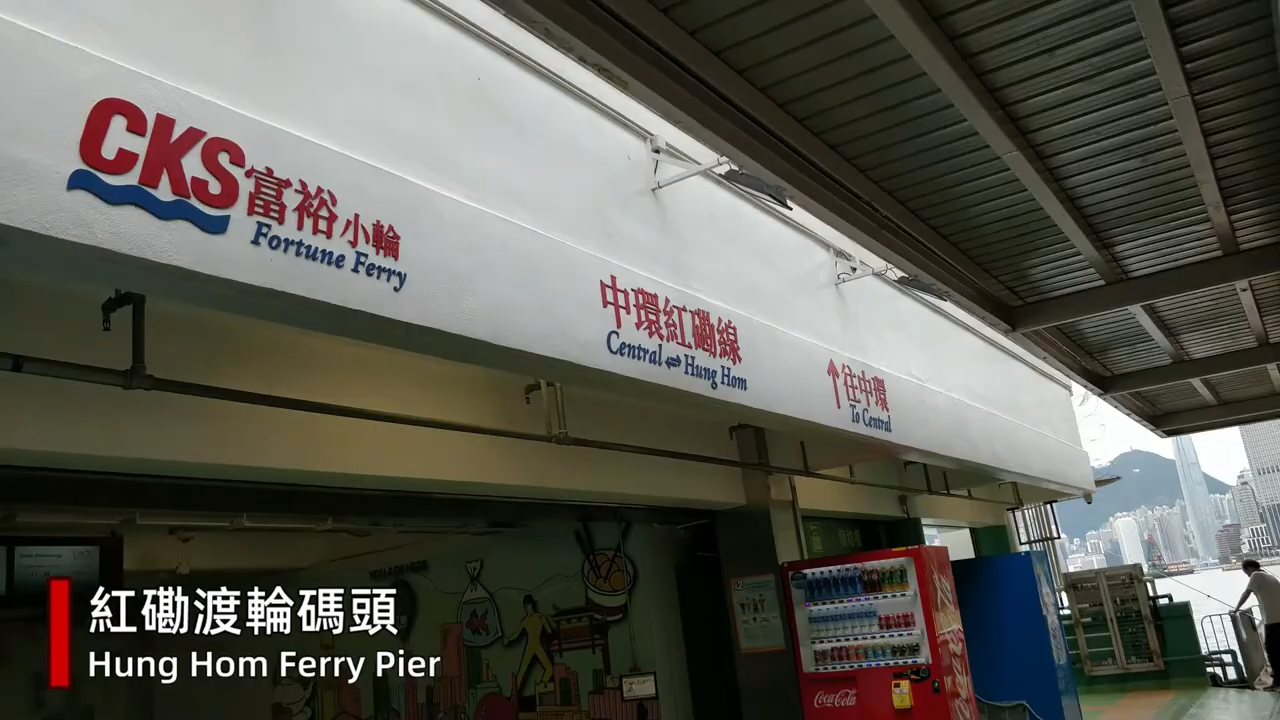 CKS 富裕小輪
Fortune Ferry
中環紅磡線
Central ⇌ Hung Hom
↑往中環
To Central
Coca-Cola
紅磡渡輪碼頭
Hung Hom Ferry Pier